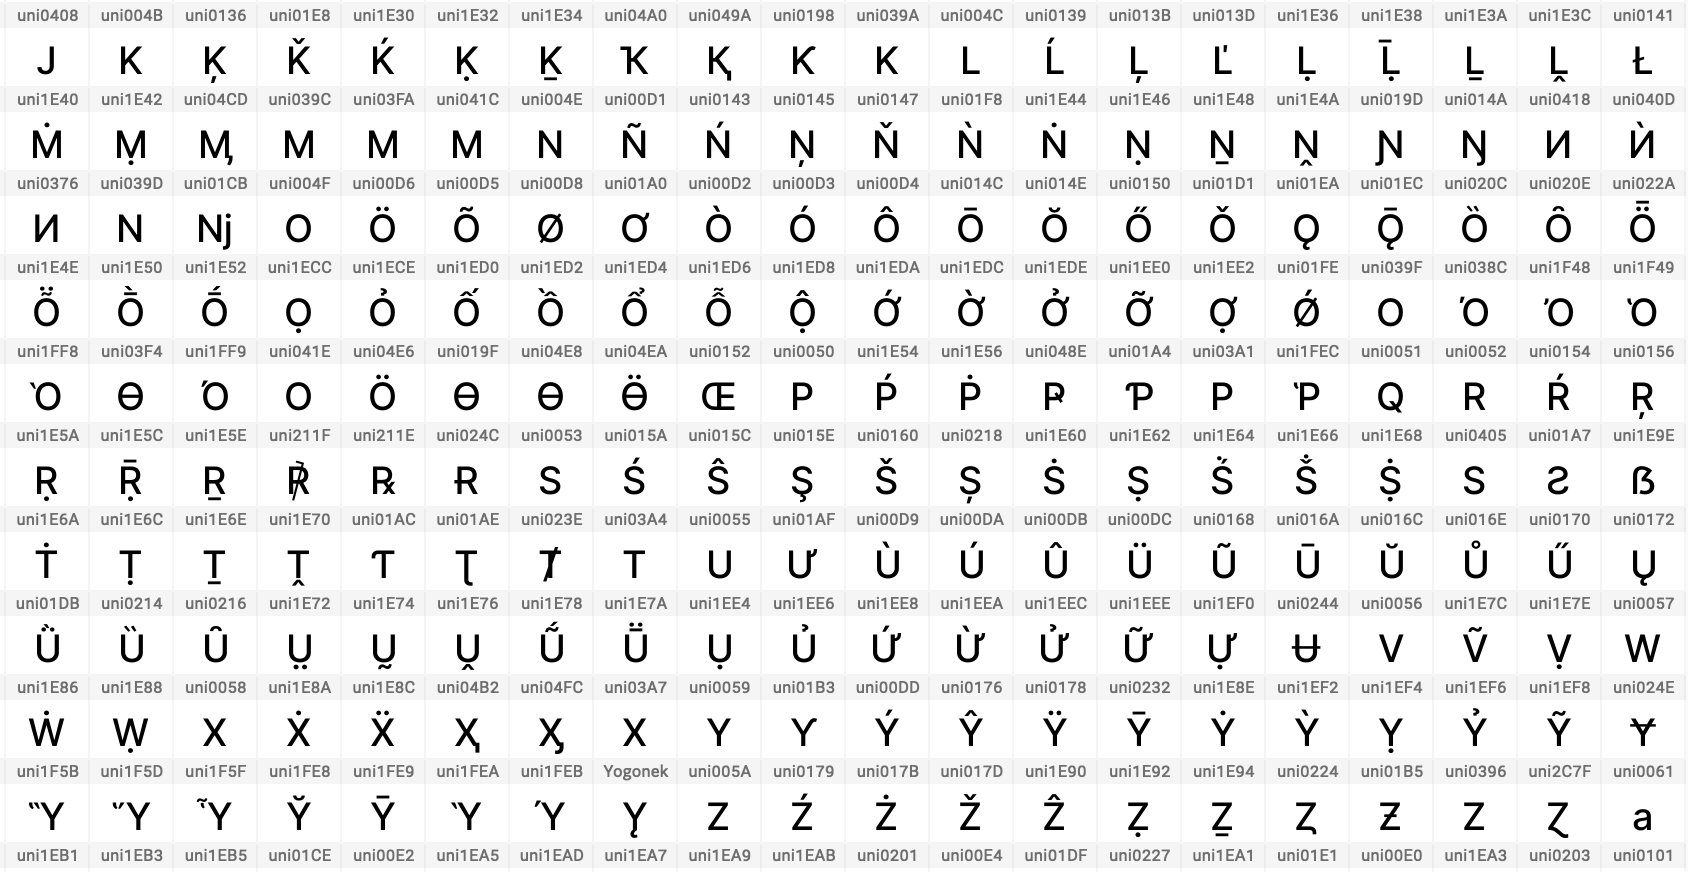 uni0408 uni004B uni0136 uni01E8 uni1E30 uni1E32 uni1E34 uni04A0 uni049A uni0198 uni039A uni004C uni0139 uni013B uni013D uni1E36 uni1E38 uni1E3A uni1E3C uni0141
Ј K Ķ Ǩ Ḱ Ḳ Ḵ Ҡ Қ Ƙ Κ L Ĺ Ļ Ľ Ḷ Ḹ Ḻ Ḽ Ł
uni1E40 uni1E42 uni04CD uni039C uni03FA uni041C uni004E uni00D1 uni0143 uni0145 uni0147 uni01F8 uni1E44 uni1E46 uni1E48 uni1E4A uni019D uni014A uni0418 uni040D
Ṁ Ṃ Ӎ Μ Ϻ М N Ñ Ń Ņ Ň Ǹ Ṅ Ṇ Ṉ Ṋ Ɲ Ŋ И Ѝ
uni0376 uni039D uni01CB uni004F uni00D6 uni00D5 uni00D8 uni01A0 uni00D2 uni00D3 uni00D4 uni014C uni014E uni0150 uni01D1 uni01EA uni01EC uni020C uni020E uni022A
Ͷ Ν ǋ O Ö Õ Ø Ơ Ò Ó Ô Ō Ŏ Ő Ǒ Ǫ Ǭ Ȍ Ȏ Ȫ
uni1E4E uni1E50 uni1E52 uni1ECC uni1ECE uni1ED0 uni1ED2 uni1ED4 uni1ED6 uni1ED8 uni1EDA uni1EDC uni1EDE uni1EE0 uni1EE2 uni01FE uni039F uni038C uni1F48 uni1F49
Ṏ Ṑ Ṓ Ọ Ỏ Ố Ồ Ổ Ỗ Ộ Ớ Ờ Ở Ỡ Ợ Ǿ Ο Ό Ὀ Ὁ
uni1FF8 uni03F4 uni1FF9 uni041E uni04E6 uni019F uni04E8 uni04EA uni0152 uni0050 uni1E54 uni1E56 uni048E uni01A4 uni03A1 uni1FEC uni0051 uni0052 uni0154 uni0156
Ὸ ϴ Ό О Ӧ Ɵ Ө Ӫ Œ P Ṕ Ṗ Ҏ Ƥ Ρ Ῥ Q R Ŕ Ŗ
uni1E5A uni1E5C uni1E5E uni211F uni211E uni024C uni0053 uni015A uni015C uni015E uni0160 uni0218 uni1E60 uni1E62 uni1E64 uni1E66 uni1E68 uni0405 uni01A7 uni1E9E
Ṛ Ṝ Ṟ ℟ ℞ Ɍ S Ś Ŝ Ş Š Ș Ṡ Ṣ Ṥ Ṧ Ṩ Ѕ Ƨ ẞ
uni1E6A uni1E6C uni1E6E uni1E70 uni01AC uni01AE uni023E uni03A4 uni0055 uni01AF uni00D9 uni00DA uni00DB uni00DC uni0168 uni016A uni016C uni016E uni0170 uni0172
Ṫ Ṭ Ṯ Ṱ Ƭ Ʈ Ⱦ Τ U Ư Ù Ú Û Ü Ũ Ū Ŭ Ů Ű Ų
uni01DB uni0214 uni0216 uni1E72 uni1E74 uni1E76 uni1E78 uni1E7A uni1EE4 uni1EE6 uni1EE8 uni1EEA uni1EEC uni1EEE uni1EF0 uni0244 uni0056 uni1E7C uni1E7E uni0057
Ǜ Ȕ Ȗ Ṳ Ṵ Ṷ Ṹ Ṻ Ụ Ủ Ứ Ừ Ử Ữ Ự Ʉ V Ṽ Ṿ W
uni1E86 uni1E88 uni0058 uni1E8A uni1E8C uni04B2 uni04FC uni03A7 uni0059 uni01B3 uni00DD uni0176 uni0178 uni0232 uni1E8E uni1EF2 uni1EF4 uni1EF6 uni1EF8 uni024E
Ẇ Ẉ X Ẋ Ẍ Ҳ Ӽ Χ Y Ƴ Ý Ŷ Ÿ Ȳ Ẏ Ỳ Ỵ Ỷ Ỹ Ɏ
uni1F5B uni1F5D uni1F5F uni1FE8 uni1FE9 uni1FEA uni1FEB Yogonek uni005A uni0179 uni017B uni017D uni1E90 uni1E92 uni1E94 uni0224 uni01B5 uni0396 uni2C7F uni0061
Ὓ Ὕ Ὗ Ῠ Ῡ Ὺ Ύ Y̨ Z Ź Ż Ž Ẑ Ẓ Ẕ Ȥ Ƶ Ζ Ɀ a
uni1EB1 uni1EB3 uni1EB5 uni01CE uni00E2 uni1EA5 uni1EAD uni1EA7 uni1EA9 uni1EAB uni0201 uni00E4 uni01DF uni0227 uni1EA1 uni01E1 uni00E0 uni1EA3 uni0203 uni0101